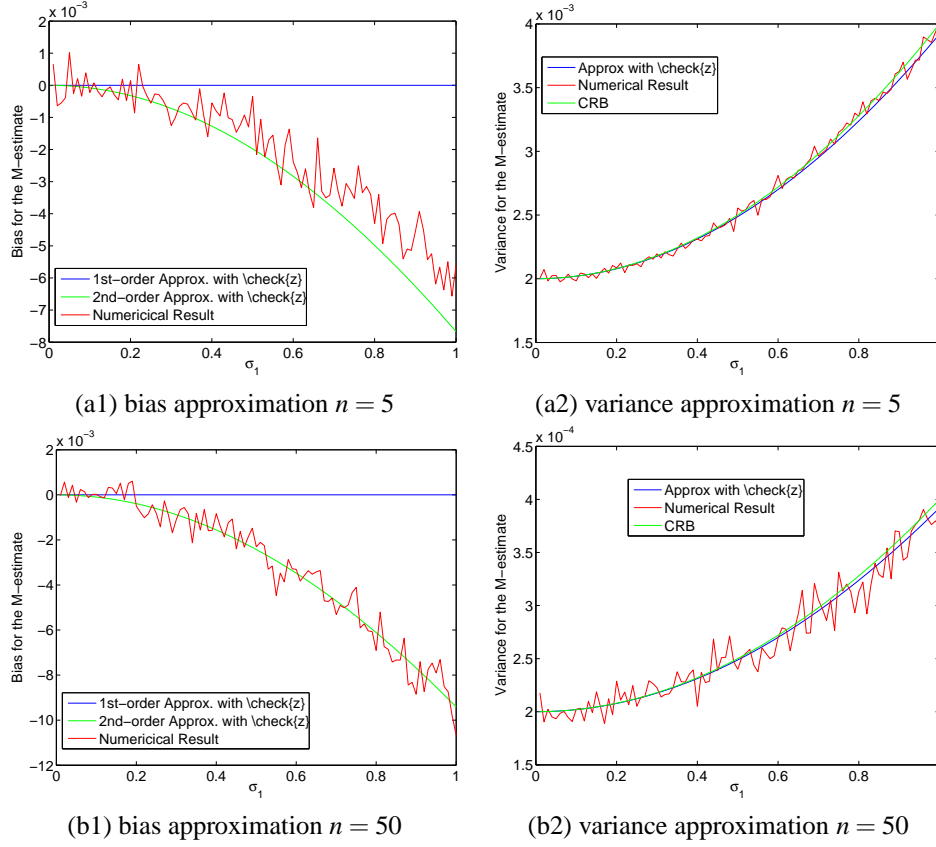 x 10⁻³
2
1
0
−1
−2
−3
−4
−5
−6
−7
−8
0
0.2
0.4
0.6
0.8
1
σ₁
Bias for the M−estimate
1st−order Approx. with \check{z}
2nd−order Approx. with \check{z}
Numericical Result
(a1) bias approximation n = 5
x 10⁻³
4
3.5
3
2.5
2
1.5
0
0.2
0.4
0.6
0.8
σ₁
Variance for the M−estimate
Approx with \check{z}
Numerical Result
CRB
(a2) variance approximation n = 5
x 10⁻³
2
0
−2
−4
−6
−8
−10
−12
0
0.2
0.4
0.6
0.8
1
σ₁
Bias for the M−estimate
1st−order Approx. with \check{z}
2nd−order Approx. with \check{z}
Numericical Result
(b1) bias approximation n = 50
x 10⁻⁴
4.5
4
3.5
3
2.5
2
1.5
0
0.2
0.4
0.6
0.8
σ₁
Variance for the M−estimate
Approx with \check{z}
Numerical Result
CRB
(b2) variance approximation n = 50